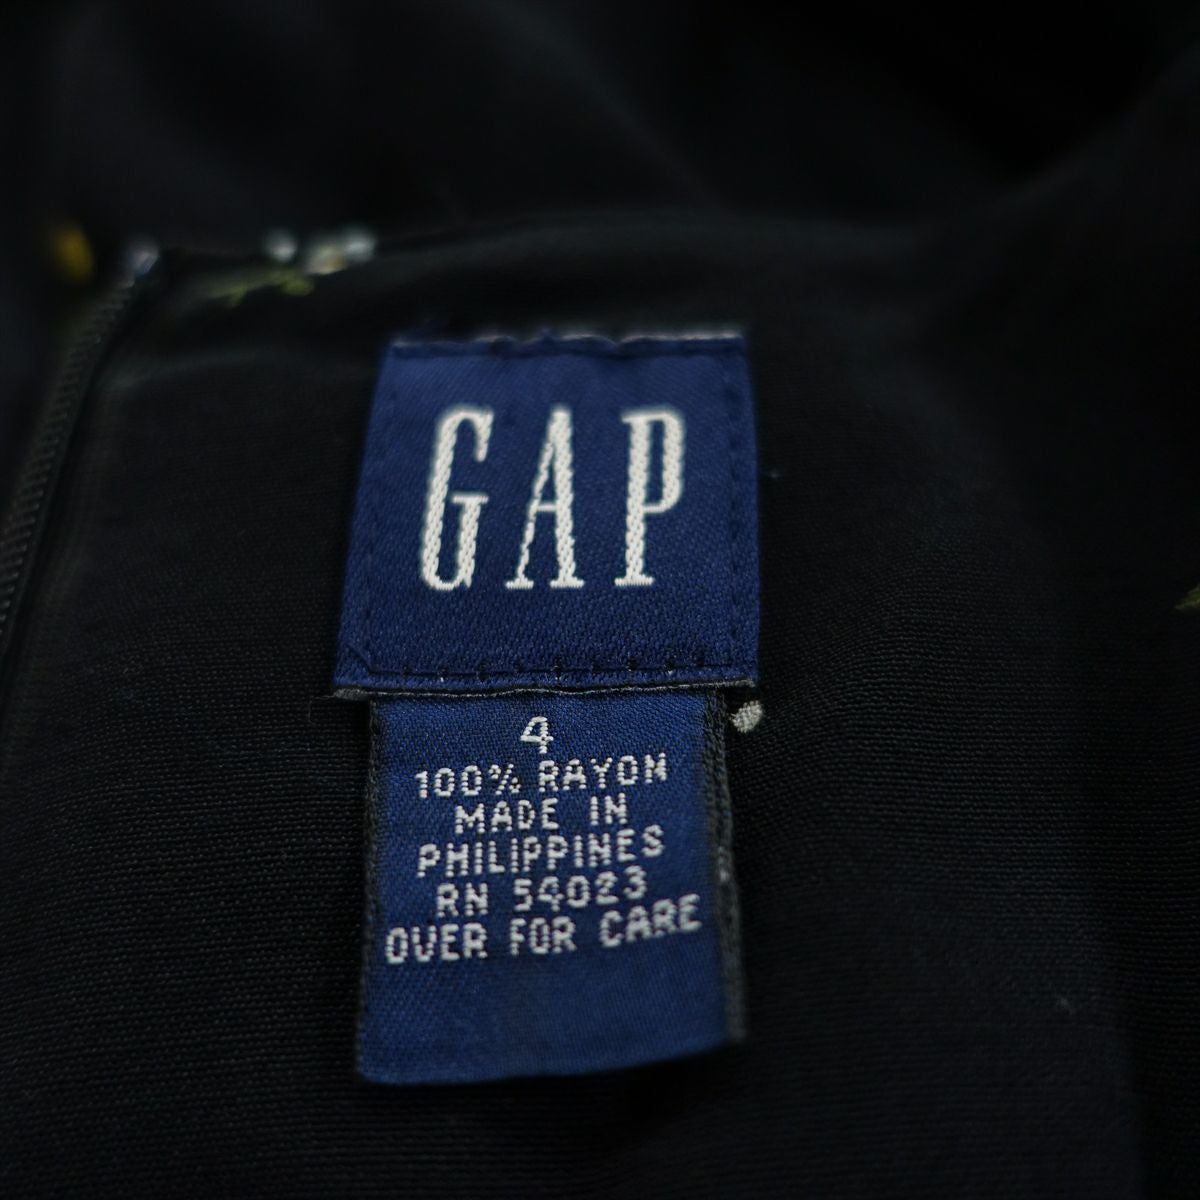 GAP
4
100% RAYON
MADE IN
PHILIPPINES
RN 54023
OVER FOR CARE